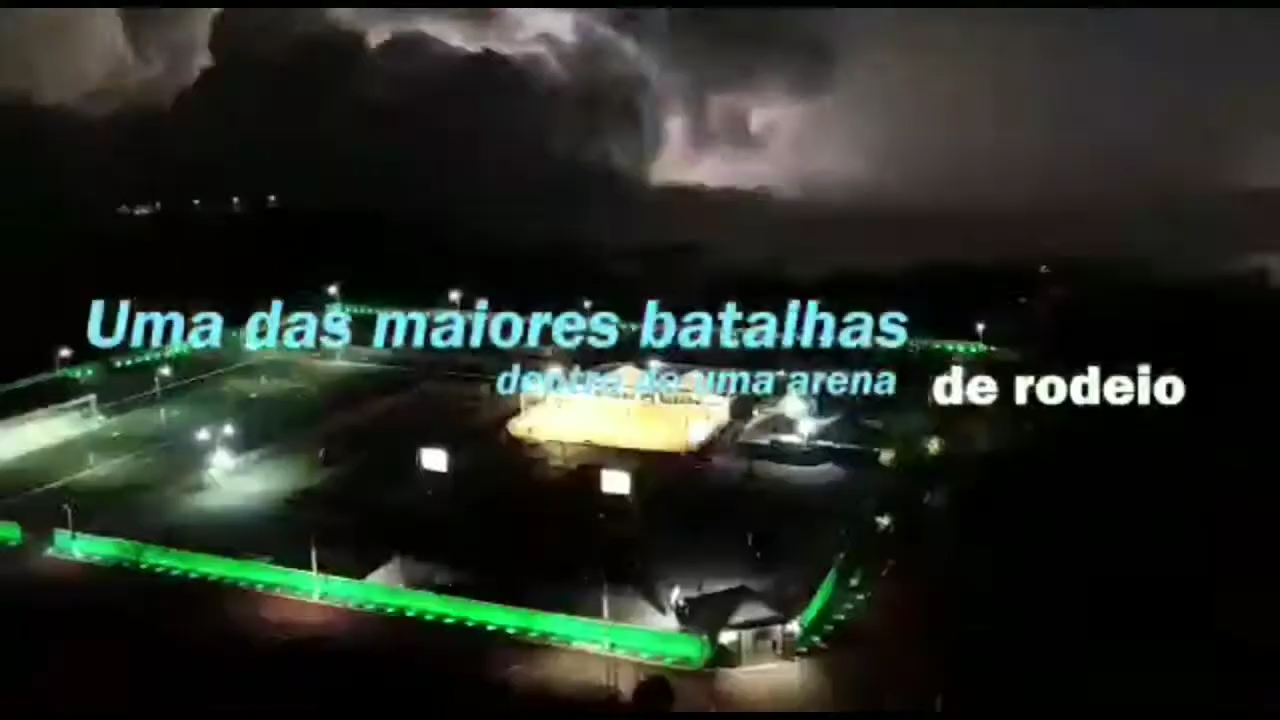 Uma das maiores batalhas
dentro de uma arena
de rodeio